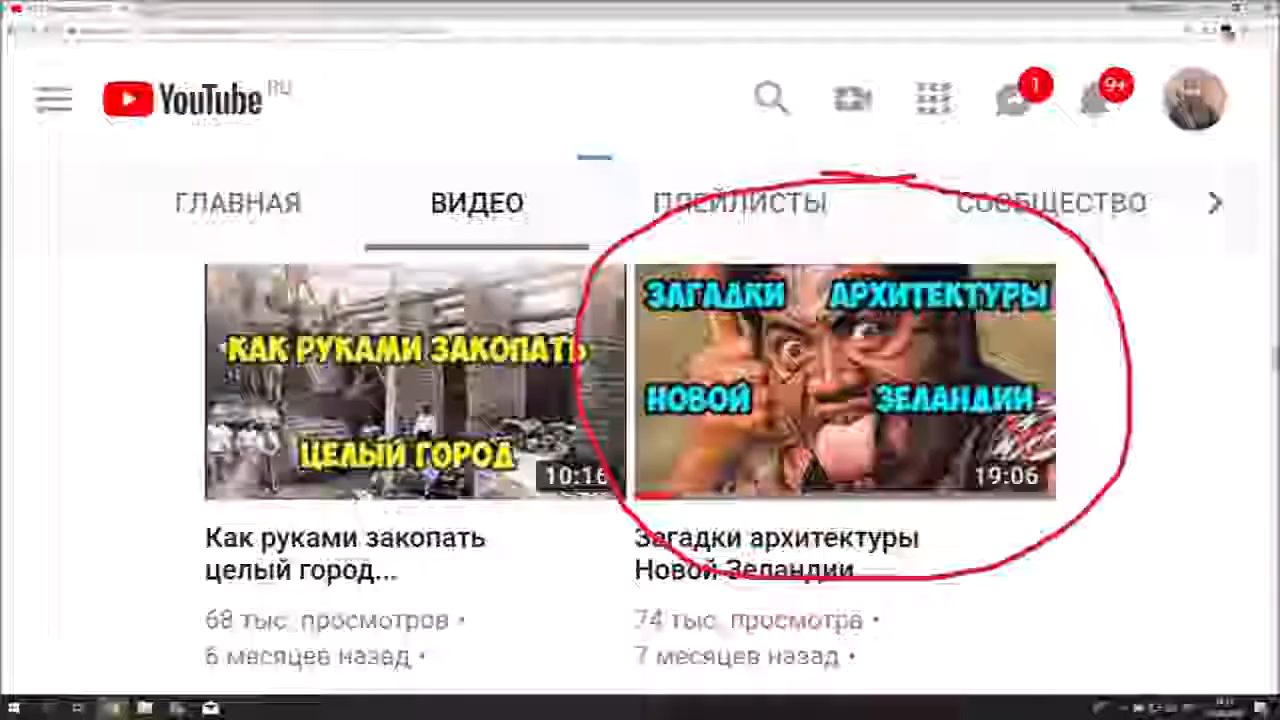 YouTube RU
1
9+
ГЛАВНАЯ
ВИДЕО
ПЛЕЙЛИСТЫ
СООБЩЕСТВО
КАК РУКАМИ ЗАКОПАТЬ
ЦЕЛЫЙ ГОРОД
10:16
ЗАГАДКИ АРХИТЕКТУРЫ
НОВОЙ ЗЕЛАНДИИ
19:06
Как руками закопать
целый город...
68 тыс. просмотров •
6 месяцев назад •
Загадки архитектуры
Новой Зеландии
74 тыс. просмотра •
7 месяцев назад •